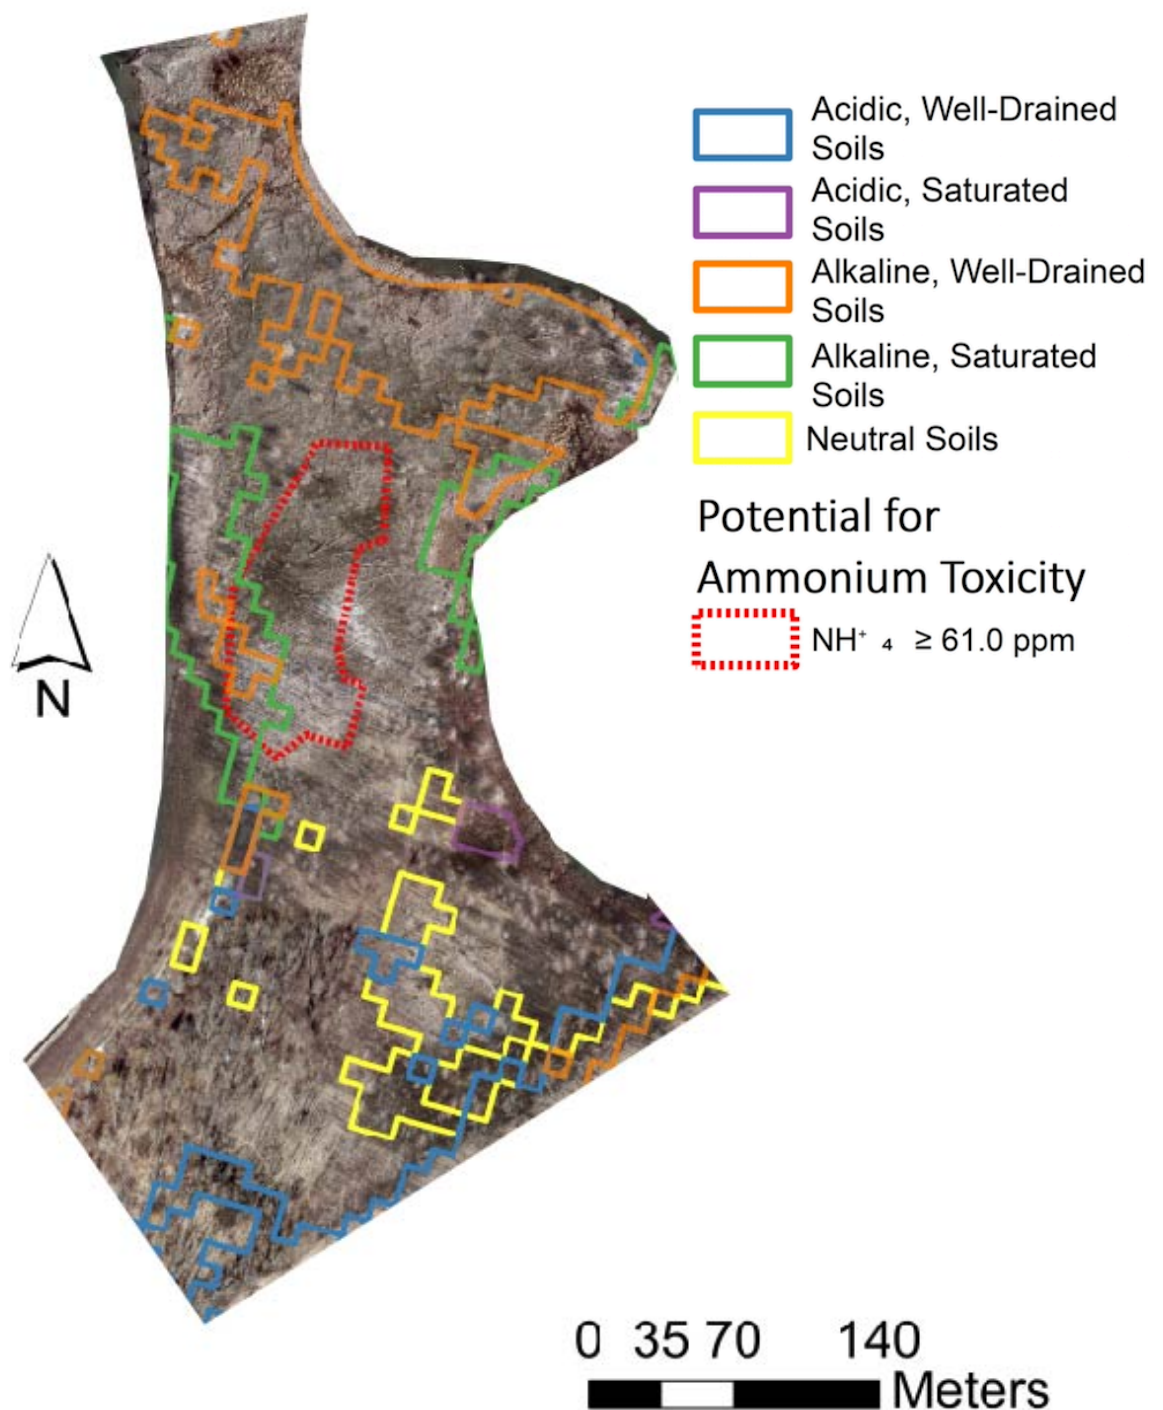 Acidic, Well-Drained
Soils
Acidic, Saturated
Soils
Alkaline, Well-Drained
Soils
Alkaline, Saturated
Soils
Neutral Soils
Potential for
Ammonium Toxicity
NH⁺ ₄ ≥ 61.0 ppm
N
0 35 70 140
Meters